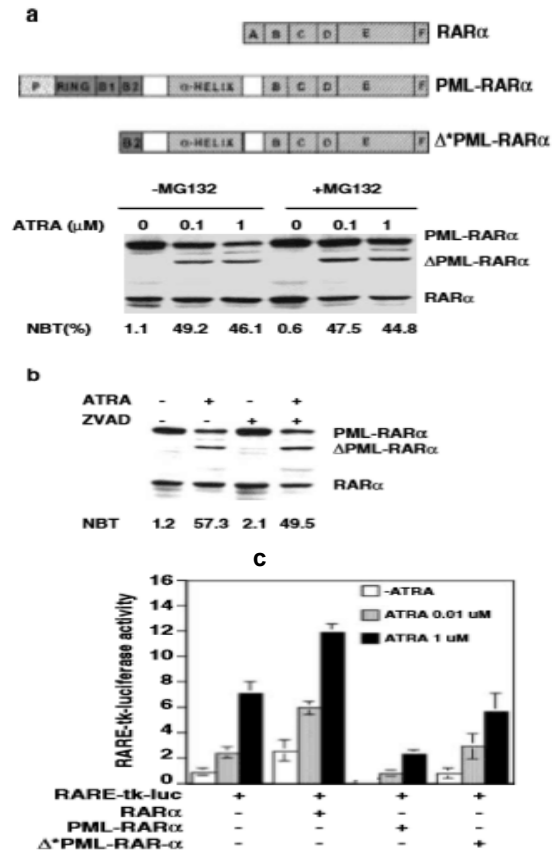 a
A B C D E F RARα
P RING B1 B2 α-HELIX B C D E F PML-RARα
B2 α-HELIX B C D E F Δ*PML-RARα
-MG132 +MG132
ATRA (μM) 0 0.1 1 0 0.1 1
PML-RARα
ΔPML-RARα
RARα
NBT(%) 1.1 49.2 46.1 0.6 47.5 44.8
b
ATRA - + - +
ZVAD - - + +
PML-RARα
ΔPML-RARα
RARα
NBT 1.2 57.3 2.1 49.5
c
RARE-tk-luciferase activity
16
14
12
10
8
6
4
2
0
-ATRA
ATRA 0.01 uM
ATRA 1 uM
RARE-tk-luc + + + +
RARα - + - -
PML-RARα - - + -
Δ*PML-RAR-α - - - +